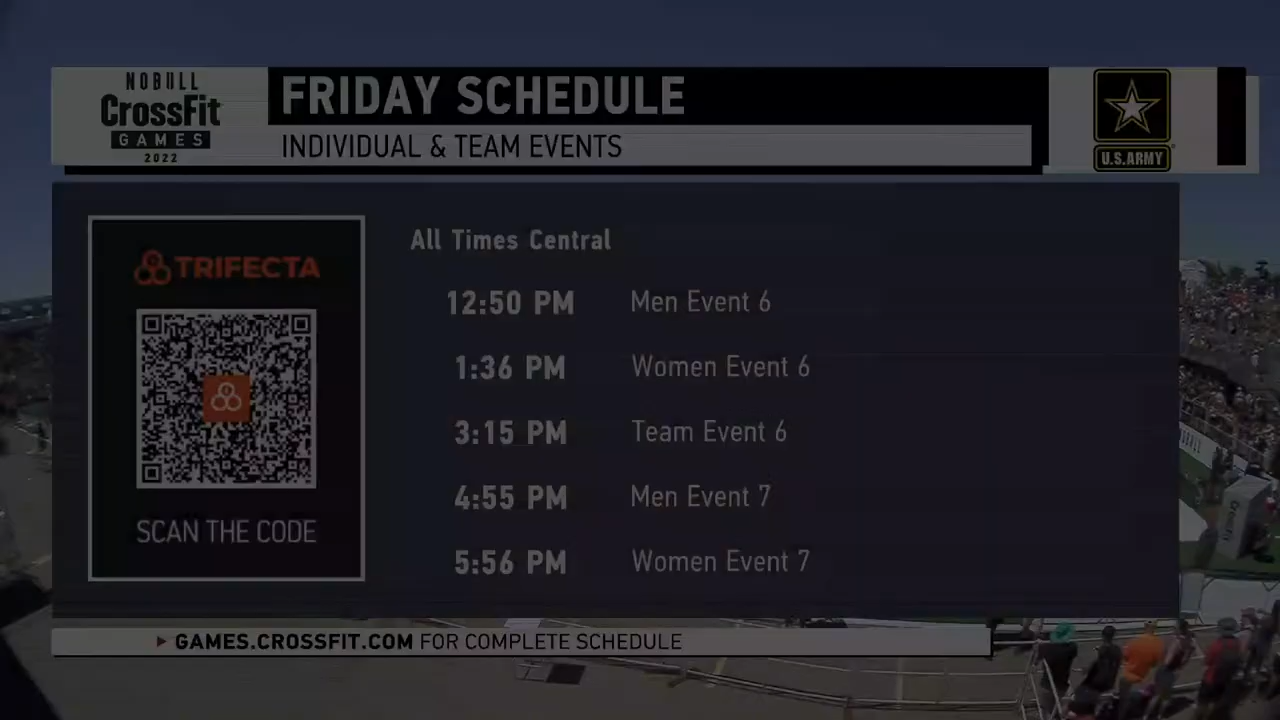 NOBULL
CrossFit
GAMES
2022
FRIDAY SCHEDULE
INDIVIDUAL & TEAM EVENTS
U.S.ARMY
TRIFECTA
SCAN THE CODE
All Times Central
12:50 PM Men Event 6
1:36 PM Women Event 6
3:15 PM Team Event 6
4:55 PM Men Event 7
5:56 PM Women Event 7
GAMES.CROSSFIT.COM FOR COMPLETE SCHEDULE
CrossFit